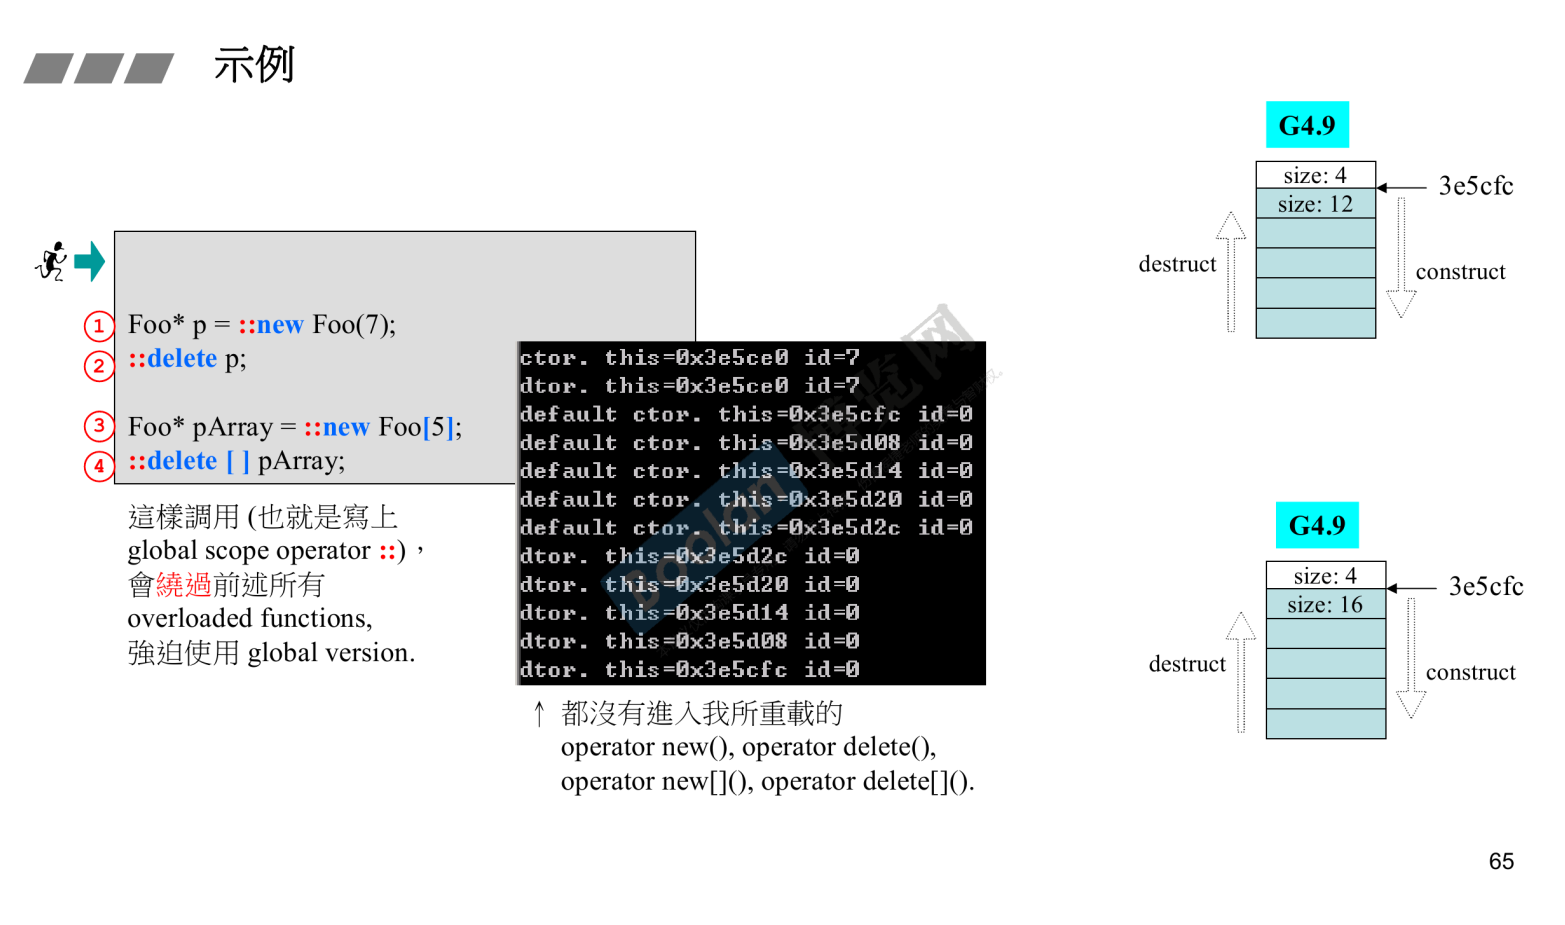 示例
G4.9
size: 4
3e5cfc
size: 12
destruct
construct
1 Foo* p = ::new Foo(7);
2 ::delete p;
3 Foo* pArray = ::new Foo[5];
4 ::delete [ ] pArray;
ctor. this=0x3e5ce0 id=7
dtor. this=0x3e5ce0 id=7
default ctor. this=0x3e5cfc id=0
default ctor. this=0x3e5d08 id=0
default ctor. this=0x3e5d14 id=0
default ctor. this=0x3e5d20 id=0
default ctor. this=0x3e5d2c id=0
dtor. this=0x3e5d2c id=0
dtor. this=0x3e5d20 id=0
dtor. this=0x3e5d14 id=0
dtor. this=0x3e5d08 id=0
dtor. this=0x3e5cfc id=0
Boolan 博览网
這樣調用 (也就是寫上
global scope operator ::)，
會繞過前述所有
overloaded functions,
強迫使用 global version.
↑ 都沒有進入我所重載的
operator new(), operator delete(),
operator new[](), operator delete[]().
G4.9
size: 4
3e5cfc
size: 16
destruct
construct
65